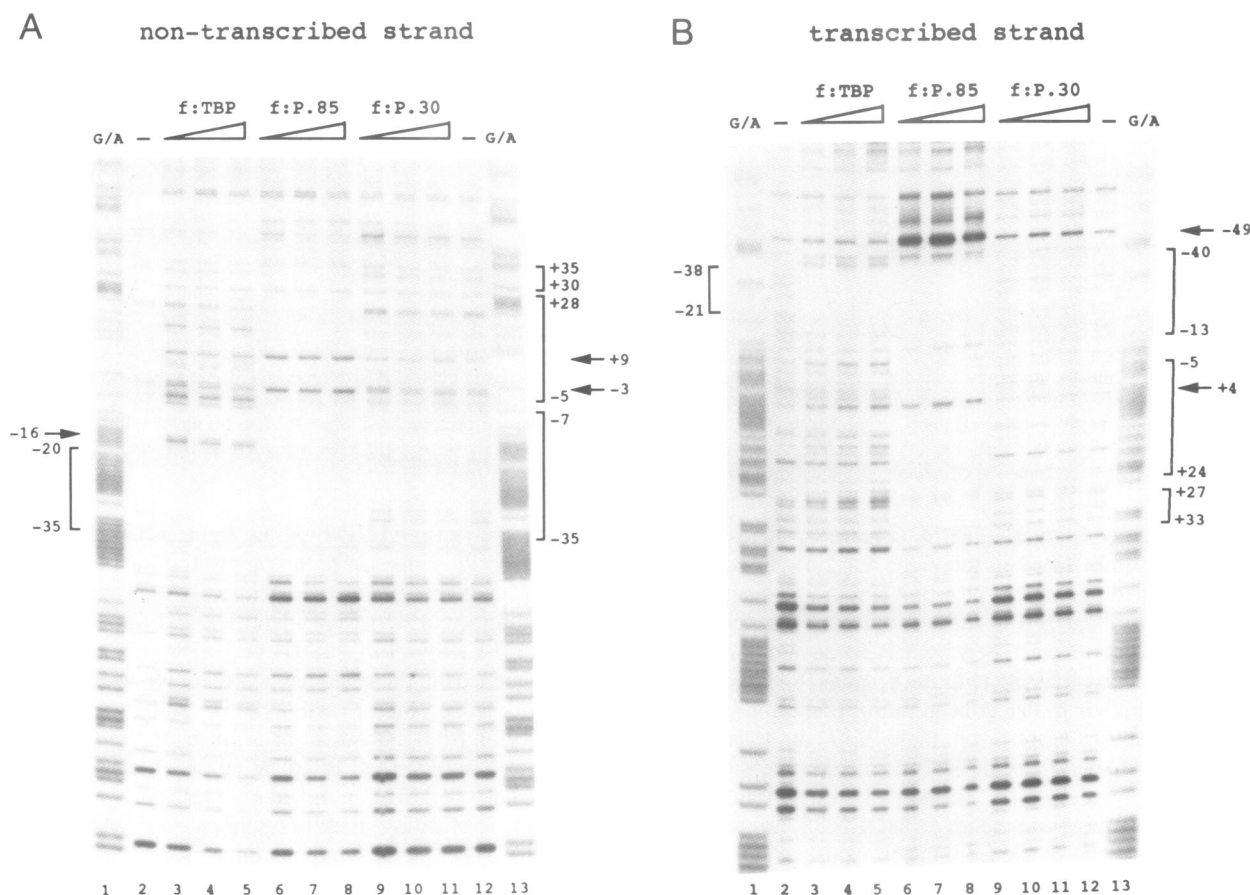 A
non-transcribed strand
f:TBP f:P.85 f:P.30
G/A – – G/A
+35
+30
+28
+9
-3
-5
-7
-16
-20
-35
-35
1 2 3 4 5 6 7 8 9 10 11 12 13
B
transcribed strand
f:TBP f:P.85 f:P.30
G/A – – G/A
-49
-40
-38
-21
-13
-5
+4
+24
+27
+33
1 2 3 4 5 6 7 8 9 10 11 12 13